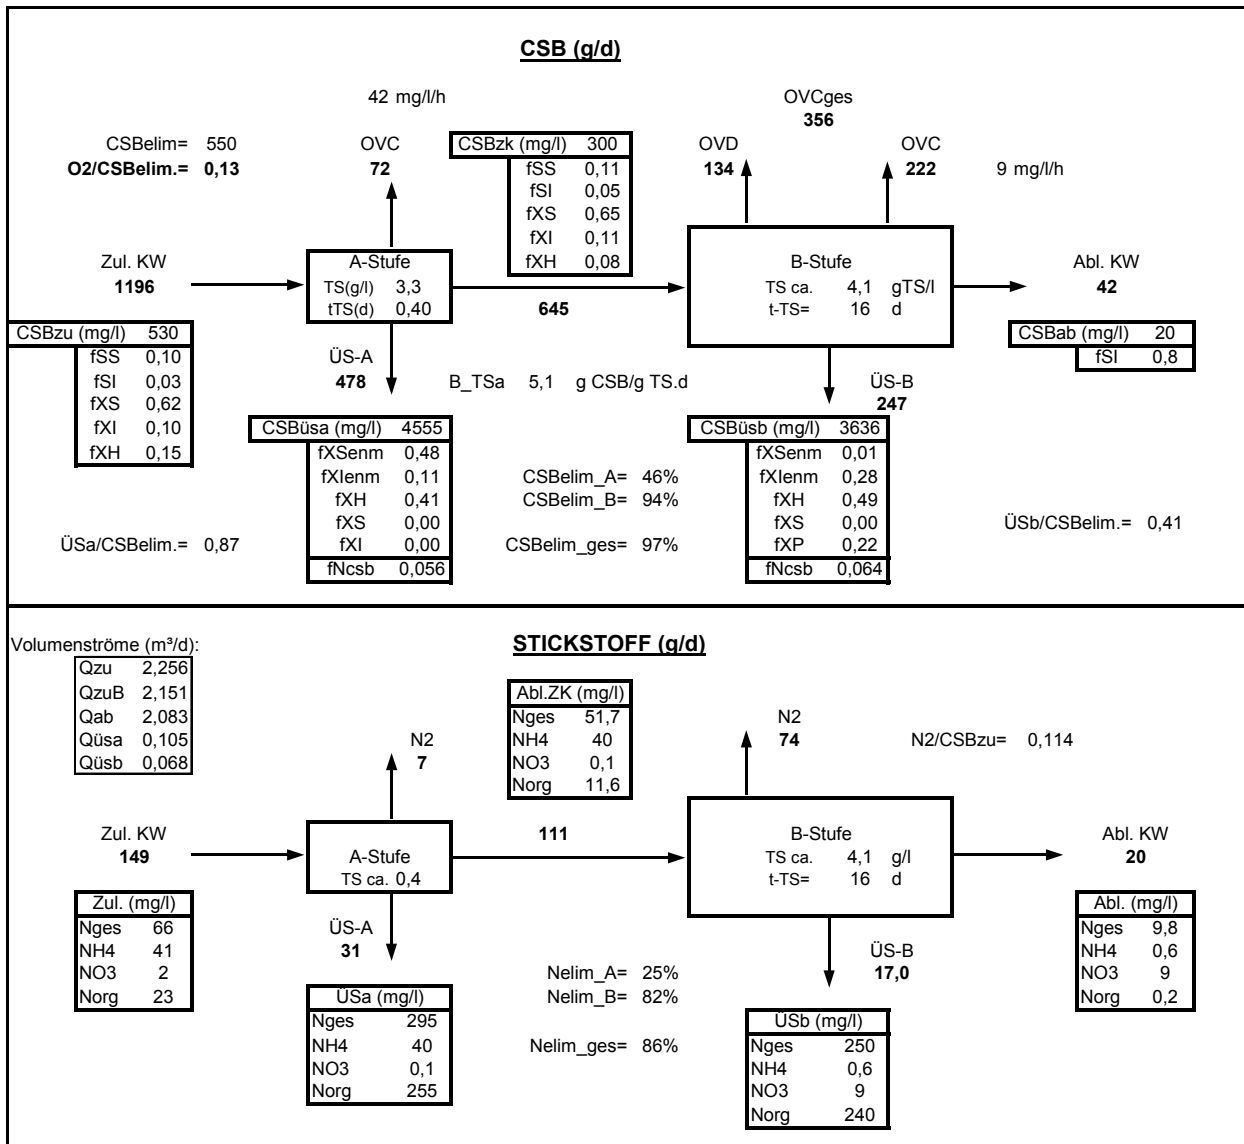 CSB (g/d)
42 mg/l/h
OVCges
356
CSBelim= 550
O2/CSBelim.= 0,13
OVC
72
CSBzk (mg/l) 300
fSS 0,11
fSI 0,05
fXS 0,65
fXI 0,11
fXH 0,08
OVD
134
OVC
222
9 mg/l/h
Zul. KW
1196
A-Stufe
TS(g/l) 3,3
tTS(d) 0,40
645
B-Stufe
TS ca. 4,1 gTS/l
t-TS= 16 d
Abl. KW
42
CSBzu (mg/l) 530
fSS 0,10
fSI 0,03
fXS 0,62
fXI 0,10
fXH 0,15
ÜS-A
478
B_TSa 5,1 g CSB/g TS.d
ÜS-B
247
CSBab (mg/l) 20
fSI 0,8
CSBüsa (mg/l) 4555
fXSenm 0,48
fXIenm 0,11
fXH 0,41
fXS 0,00
fXI 0,00
fNcsb 0,056
CSBelim_A= 46%
CSBelim_B= 94%
CSBelim_ges= 97%
CSBüsb (mg/l) 3636
fXSenm 0,01
fXIenm 0,28
fXH 0,49
fXS 0,00
fXP 0,22
fNcsb 0,064
ÜSa/CSBelim.= 0,87
ÜSb/CSBelim.= 0,41
STICKSTOFF (g/d)
Volumenströme (m³/d):
Qzu 2,256
QzuB 2,151
Qab 2,083
Qüsa 0,105
Qüsb 0,068
N2
7
Abl.ZK (mg/l)
Nges 51,7
NH4 40
NO3 0,1
Norg 11,6
N2
74
N2/CSBzu= 0,114
Zul. KW
149
A-Stufe
TS ca. 0,4
111
B-Stufe
TS ca. 4,1 g/l
t-TS= 16 d
Abl. KW
20
Zul. (mg/l)
Nges 66
NH4 41
NO3 2
Norg 23
ÜS-A
31
ÜSa (mg/l)
Nges 295
NH4 40
NO3 0,1
Norg 255
Nelim_A= 25%
Nelim_B= 82%
Nelim_ges= 86%
ÜS-B
17,0
ÜSb (mg/l)
Nges 250
NH4 0,6
NO3 9
Norg 240
Abl. (mg/l)
Nges 9,8
NH4 0,6
NO3 9
Norg 0,2